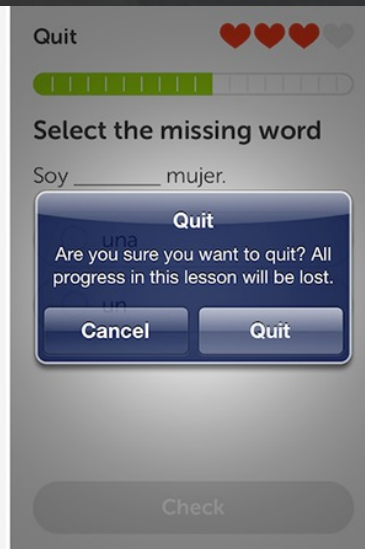 Quit
Select the missing word
Soy ________ mujer.
Quit
una
Are you sure you want to quit? All
progress in this lesson will be lost.
un
Cancel Quit
Check